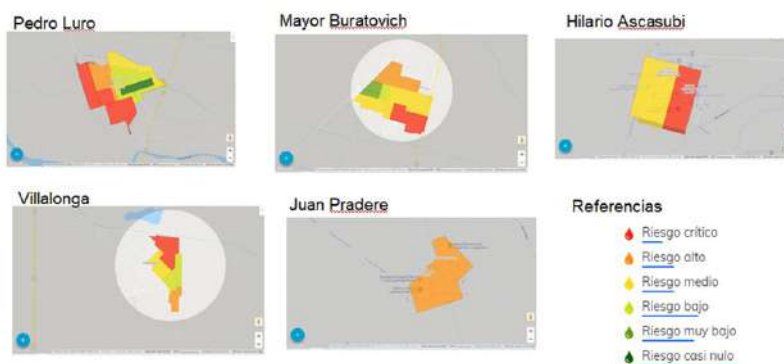 Pedro Luro
Mayor Buratovich
Hilario Ascasubi
Villalonga
Juan Pradere
Referencias
Riesgo crítico
Riesgo alto
Riesgo medio
Riesgo bajo
Riesgo muy bajo
Riesgo casi nulo